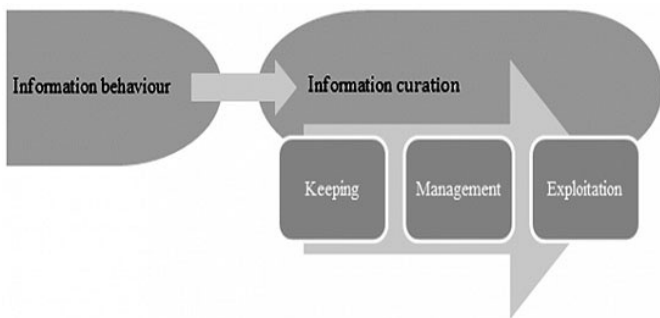 Information behaviour
Information curation
Keeping
Management
Exploitation